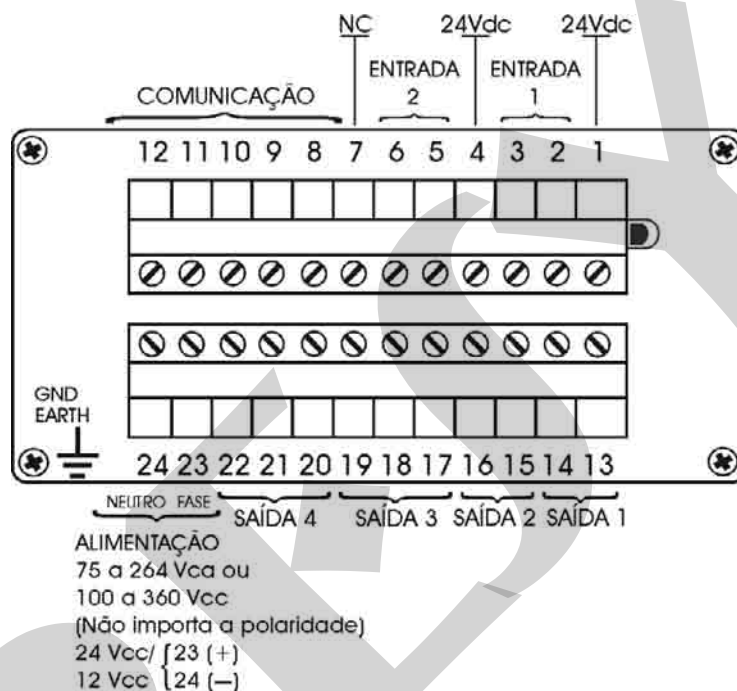 NC 24Vdc 24Vdc
ENTRADA 2
ENTRADA 1
COMUNICAÇÃO
12 11 10 9 8 7 6 5 4 3 2 1
GND
EARTH
24 23 22 21 20 19 18 17 16 15 14 13
NEUTRO FASE SAÍDA 4 SAÍDA 3 SAÍDA 2 SAÍDA 1
ALIMENTAÇÃO
75 a 264 Vca ou
100 a 360 Vcc
(Não importa a polaridade)
24 Vcc/ { 23 (+)
12 Vcc { 24 (—)